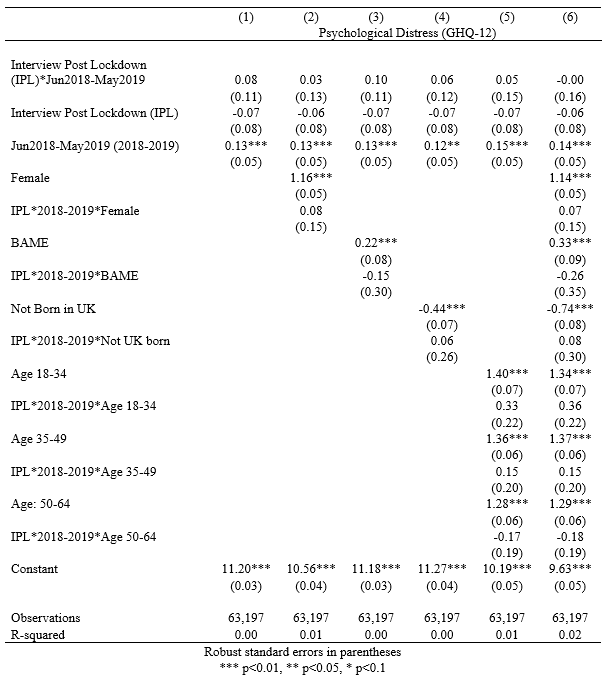 (1) (2) (3) (4) (5) (6)
Psychological Distress (GHQ-12)
Interview Post Lockdown
(IPL)*Jun2018-May2019 0.08 0.03 0.10 0.06 0.05 -0.00
(0.11) (0.13) (0.11) (0.12) (0.15) (0.16)
Interview Post Lockdown (IPL) -0.07 -0.06 -0.07 -0.07 -0.07 -0.06
(0.08) (0.08) (0.08) (0.08) (0.08) (0.08)
Jun2018-May2019 (2018-2019) 0.13*** 0.13*** 0.13*** 0.12** 0.15*** 0.14***
(0.05) (0.05) (0.05) (0.05) (0.05) (0.05)
Female 1.16*** 1.14***
(0.05) (0.05)
IPL*2018-2019*Female 0.08 0.07
(0.15) (0.15)
BAME 0.22*** 0.33***
(0.08) (0.09)
IPL*2018-2019*BAME -0.15 -0.26
(0.30) (0.35)
Not Born in UK -0.44*** -0.74***
(0.07) (0.08)
IPL*2018-2019*Not UK born 0.06 0.08
(0.26) (0.30)
Age 18-34 1.40*** 1.34***
(0.07) (0.07)
IPL*2018-2019*Age 18-34 0.33 0.36
(0.22) (0.22)
Age 35-49 1.36*** 1.37***
(0.06) (0.06)
IPL*2018-2019*Age 35-49 0.15 0.15
(0.20) (0.20)
Age: 50-64 1.28*** 1.29***
(0.06) (0.06)
IPL*2018-2019*Age 50-64 -0.17 -0.18
(0.19) (0.19)
Constant 11.20*** 10.56*** 11.18*** 11.27*** 10.19*** 9.63***
(0.03) (0.04) (0.03) (0.04) (0.05) (0.05)
Observations 63,197 63,197 63,197 63,197 63,197 63,197
R-squared 0.00 0.01 0.00 0.00 0.01 0.02
Robust standard errors in parentheses
*** p<0.01, ** p<0.05, * p<0.1